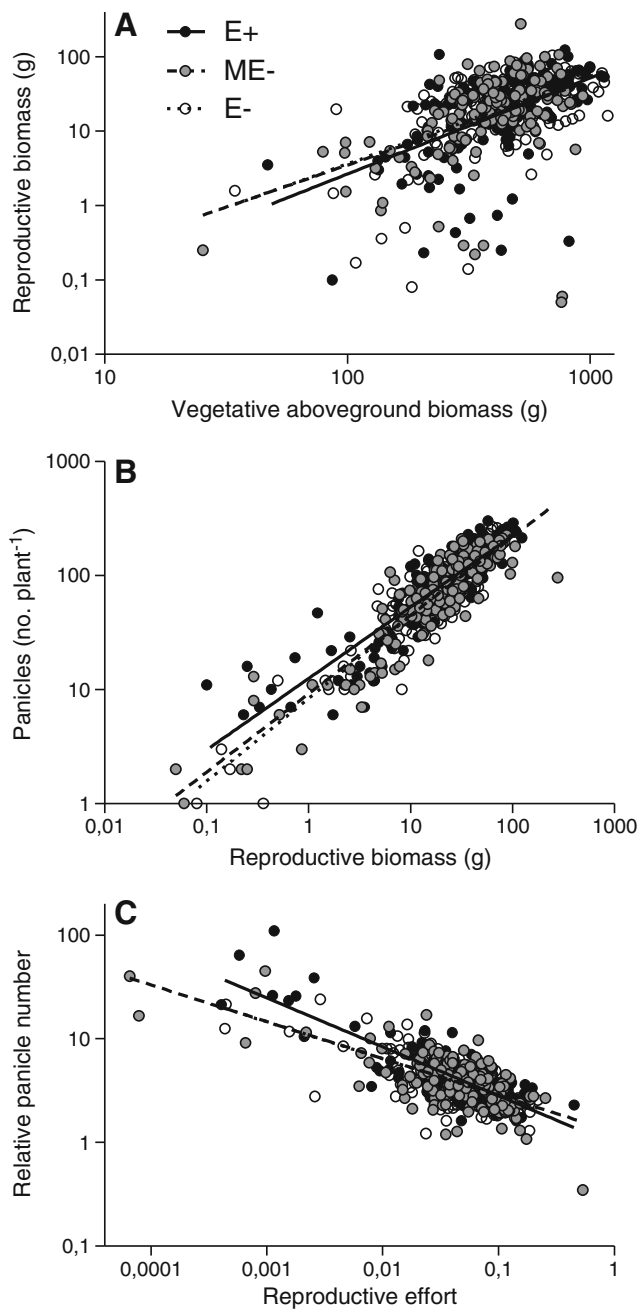 A
E+
ME-
E-
Reproductive biomass (g)
100
10
1
0,1
0,01
10
100
1000
Vegetative aboveground biomass (g)
B
Panicles (no. plant-1)
1000
100
10
1
0,01
0,1
1
10
100
1000
Reproductive biomass (g)
C
Relative panicle number
100
10
1
0,1
0,0001
0,001
0,01
0,1
1
Reproductive effort